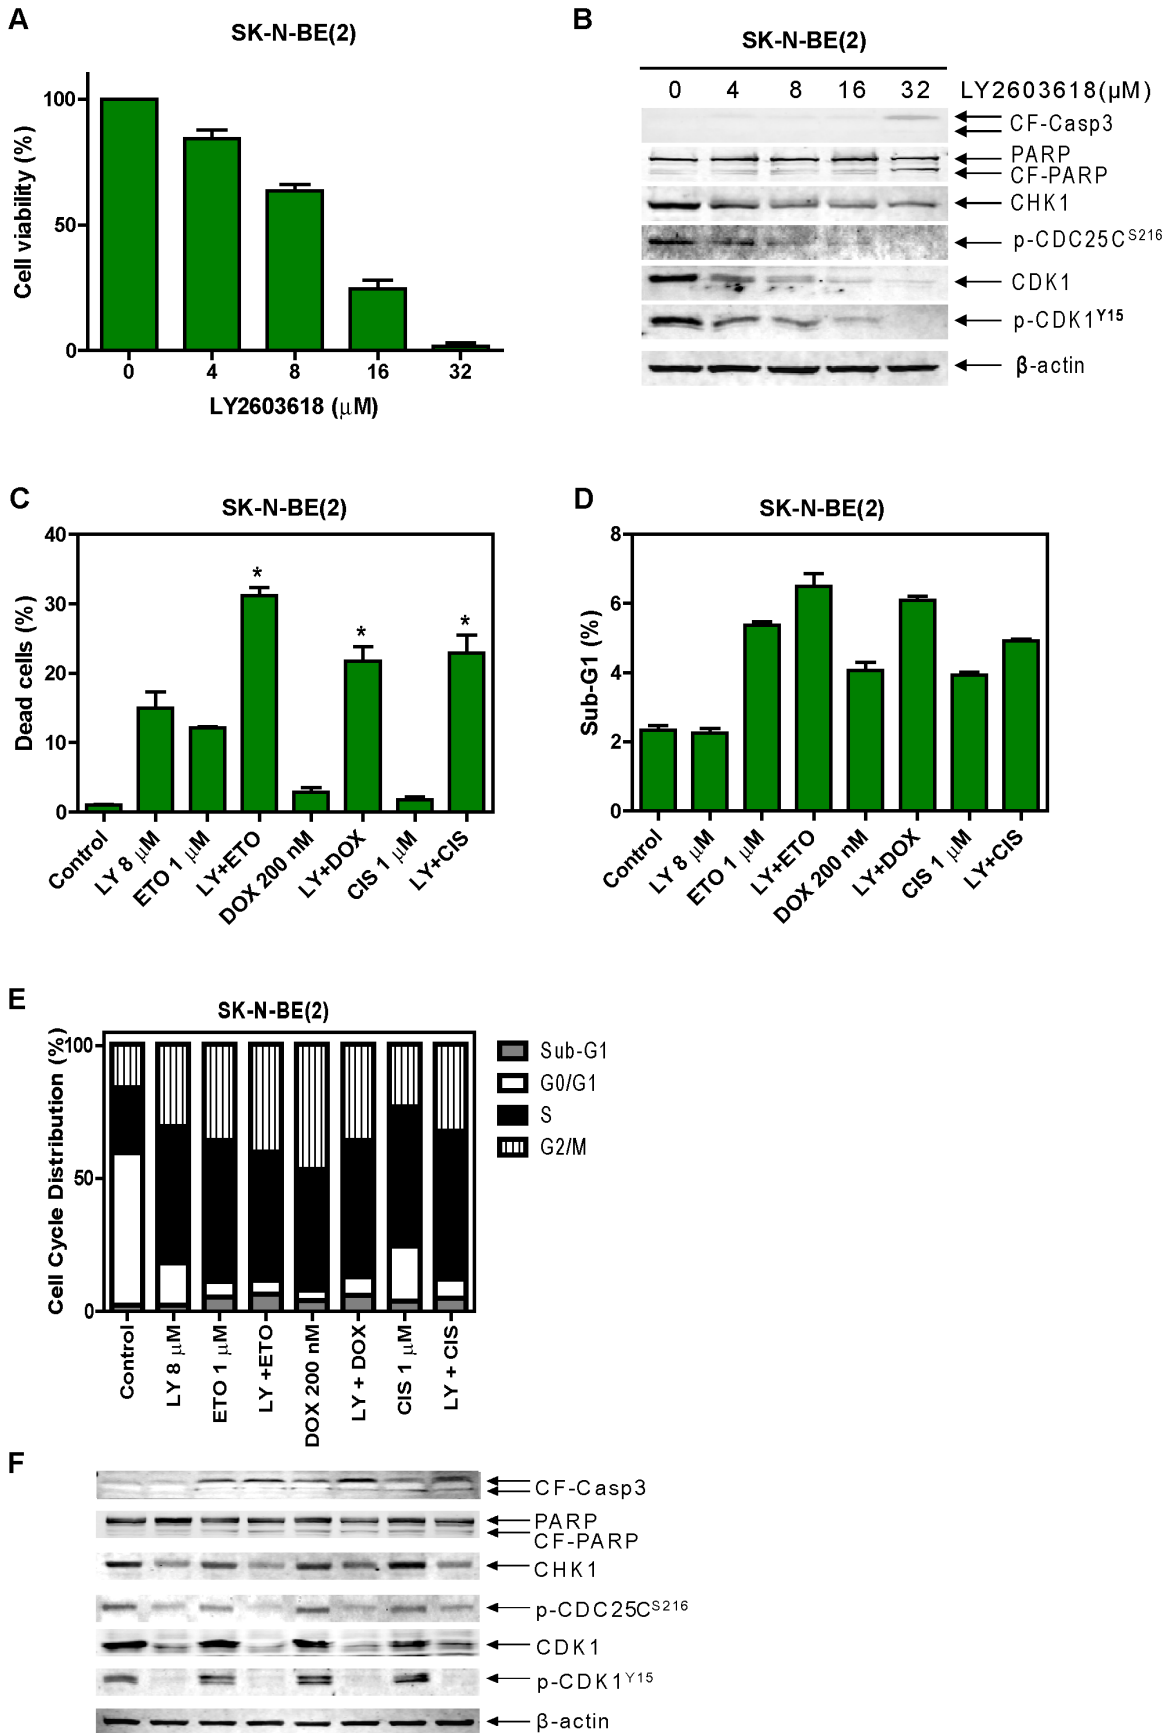 A
SK-N-BE(2)
Cell viability (%)
100
50
0
0 4 8 16 32
LY2603618 (μM)
B
SK-N-BE(2)
0 4 8 16 32 LY2603618(μM)
CF-Casp3
PARP
CF-PARP
CHK1
p-CDC25C^S216
CDK1
p-CDK1^Y15
β-actin
C
SK-N-BE(2)
Dead cells (%)
40
30
20
10
0
*
*
*
Control
LY 8 μM
ETO 1 μM
LY+ETO
DOX 200 nM
LY+DOX
CIS 1 μM
LY+CIS
D
SK-N-BE(2)
Sub-G1 (%)
8
6
4
2
0
Control
LY 8 μM
ETO 1 μM
LY+ETO
DOX 200 nM
LY+DOX
CIS 1 μM
LY+CIS
E
SK-N-BE(2)
Cell Cycle Distribution (%)
100
50
0
Sub-G1
G0/G1
S
G2/M
Control
LY 8 μM
ETO 1 μM
LY +ETO
DOX 200 nM
LY + DOX
CIS 1 μM
LY + CIS
F
CF-Casp3
PARP
CF-PARP
CHK1
p-CDC25C^S216
CDK1
p-CDK1^Y15
β-actin